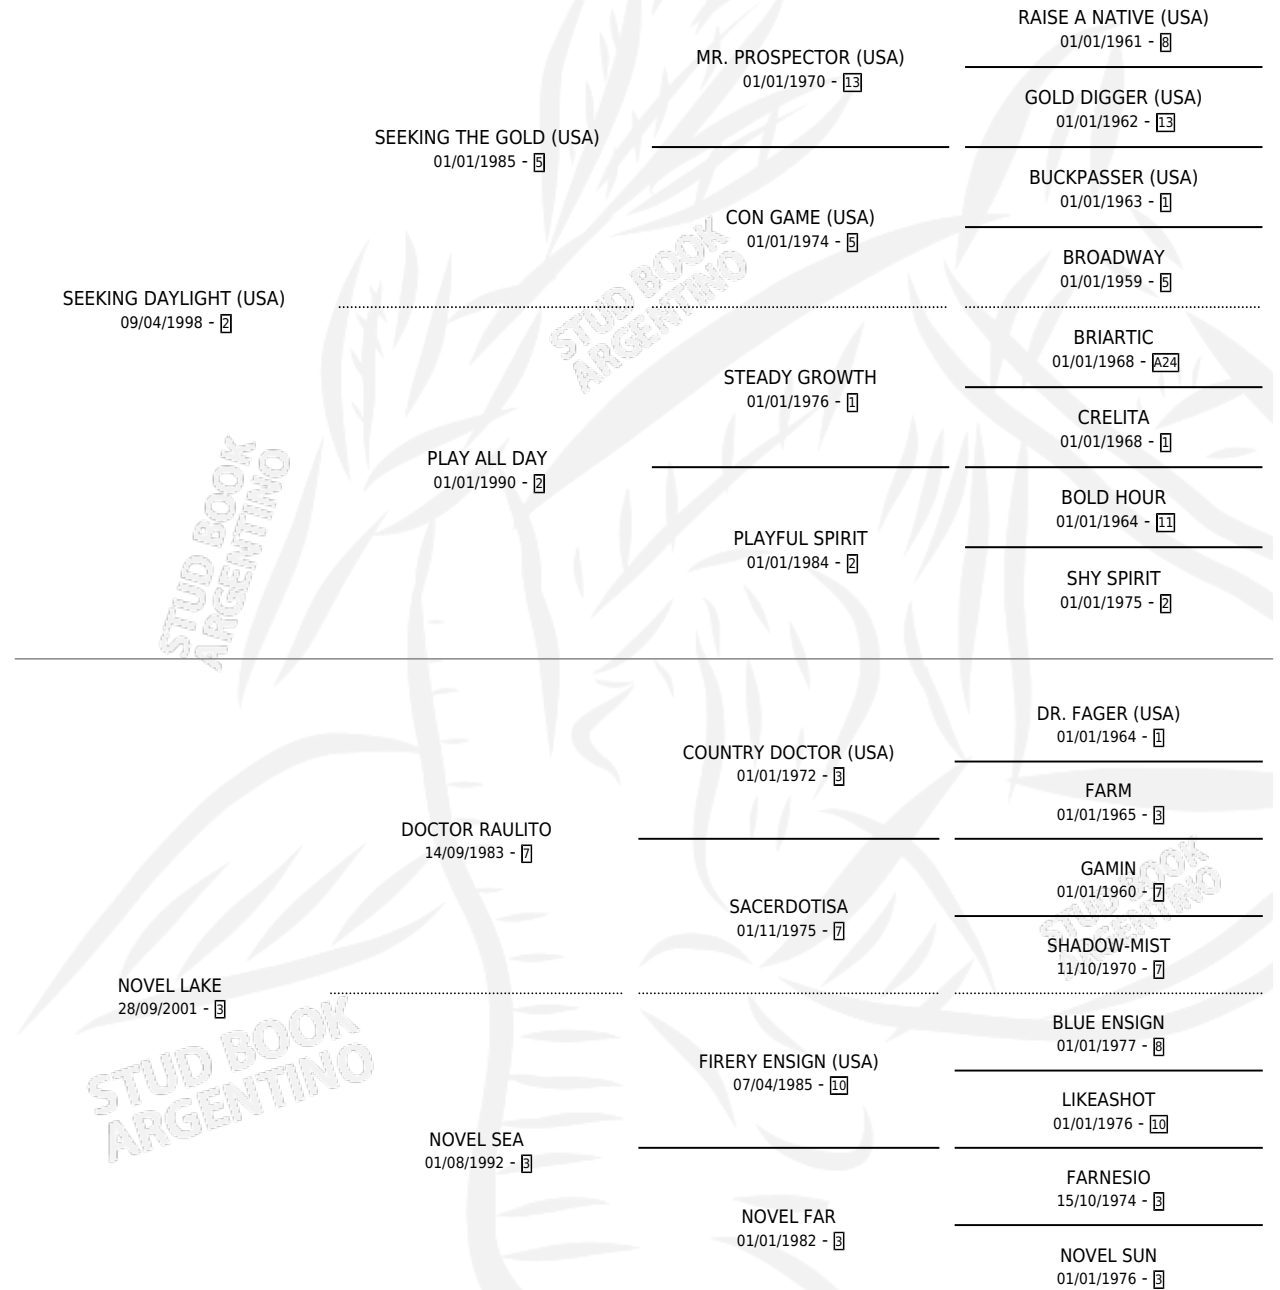 RAISE A NATIVE (USA)
01/01/1961 - 8
MR. PROSPECTOR (USA)
01/01/1970 - 13
GOLD DIGGER (USA)
01/01/1962 - 13
SEEKING THE GOLD (USA)
01/01/1985 - 5
BUCKPASSER (USA)
01/01/1963 - 1
CON GAME (USA)
01/01/1974 - 5
BROADWAY
01/01/1959 - 5
SEEKING DAYLIGHT (USA)
09/04/1998 - 2
BRIARTIC
01/01/1968 - A24
STEADY GROWTH
01/01/1976 - 1
CRELITA
01/01/1968 - 1
PLAY ALL DAY
01/01/1990 - 2
BOLD HOUR
01/01/1964 - 11
PLAYFUL SPIRIT
01/01/1984 - 2
SHY SPIRIT
01/01/1975 - 2
STUD BOOK
ARGENTINO
STUD BOOK
ARGENTINO
DR. FAGER (USA)
01/01/1964 - 1
COUNTRY DOCTOR (USA)
01/01/1972 - 3
FARM
01/01/1965 - 3
DOCTOR RAULITO
14/09/1983 - 7
GAMIN
01/01/1960 - 7
SACERDOTISA
01/11/1975 - 7
SHADOW-MIST
11/10/1970 - 7
NOVEL LAKE
28/09/2001 - 3
BLUE ENSIGN
01/01/1977 - 8
FIRERY ENSIGN (USA)
07/04/1985 - 10
LIKEASHOT
01/01/1976 - 10
NOVEL SEA
01/08/1992 - 3
FARNESIO
15/10/1974 - 3
NOVEL FAR
01/01/1982 - 3
NOVEL SUN
01/01/1976 - 3
STUD BOOK
ARGENTINO
STUD BOOK
ARGENTINO